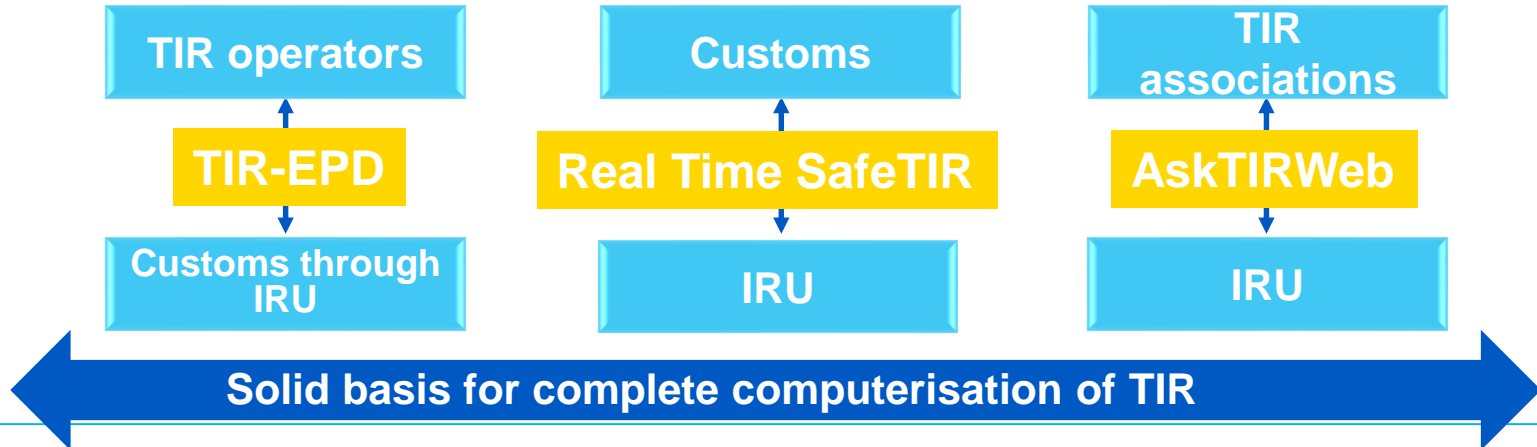 TIR operators
Customs
TIR
associations
TIR-EPD
Real Time SafeTIR
AskTIRWeb
Customs through
IRU
IRU
IRU
Solid basis for complete computerisation of TIR